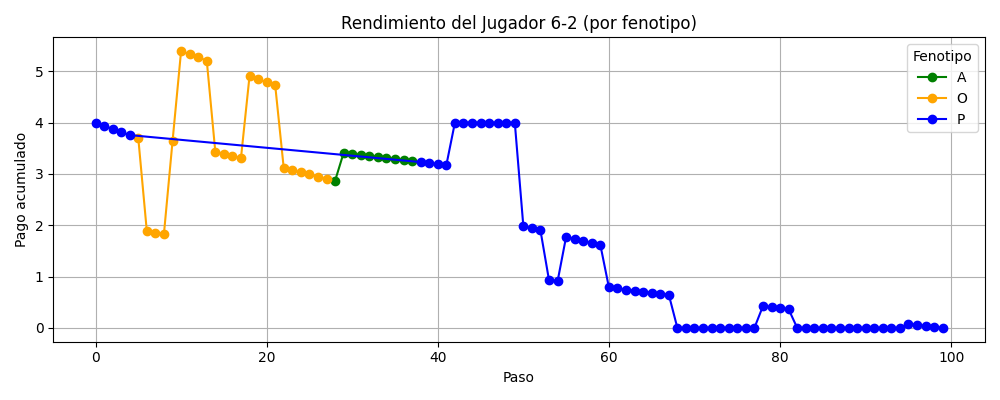 Rendimiento del Jugador 6-2 (por fenotipo)
Pago acumulado
5
4
3
2
1
0
0 20 40 60 80 100
Paso
Fenotipo
A
O
P